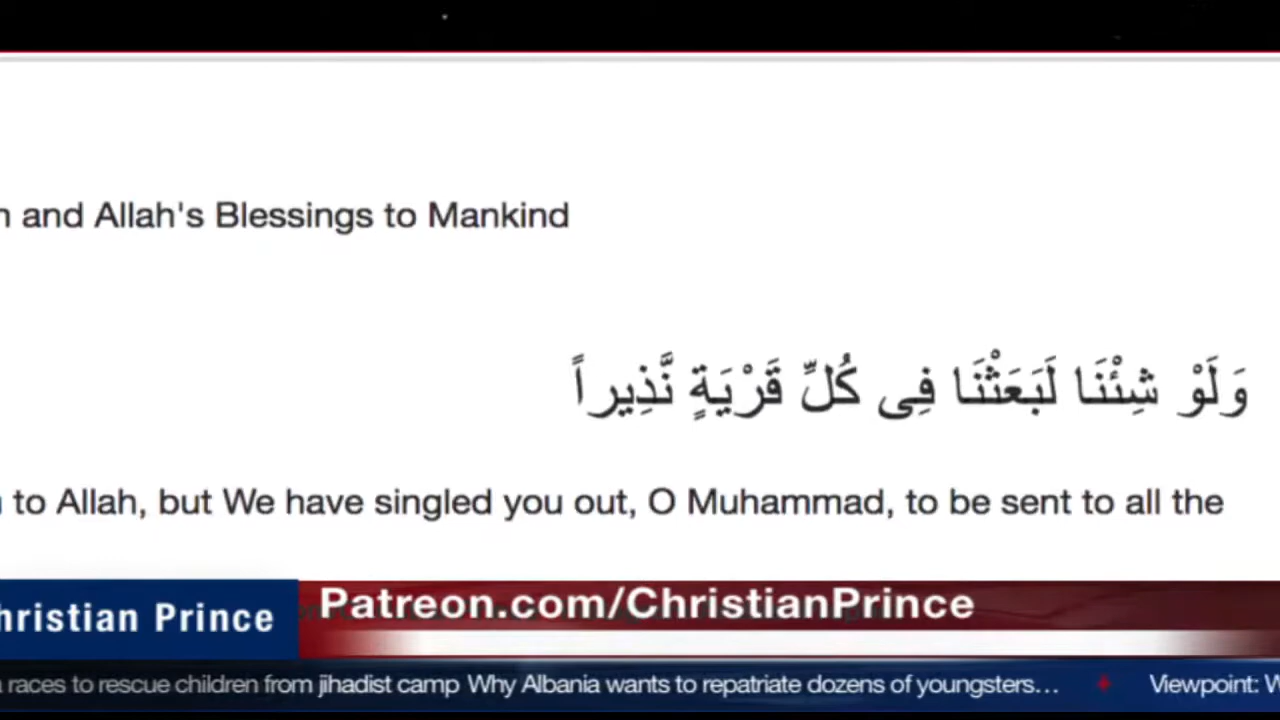 and Allah's Blessings to Mankind
وَلَوْ شِئْنَا لَبَعَثْنَا فِى كُلِّ قَرْيَةٍ نَّذِيراً
to Allah, but We have singled you out, O Muhammad, to be sent to all the
Christian Prince
Patreon.com/ChristianPrince
races to rescue children from jihadist camp Why Albania wants to repatriate dozens of youngsters… Viewpoint: